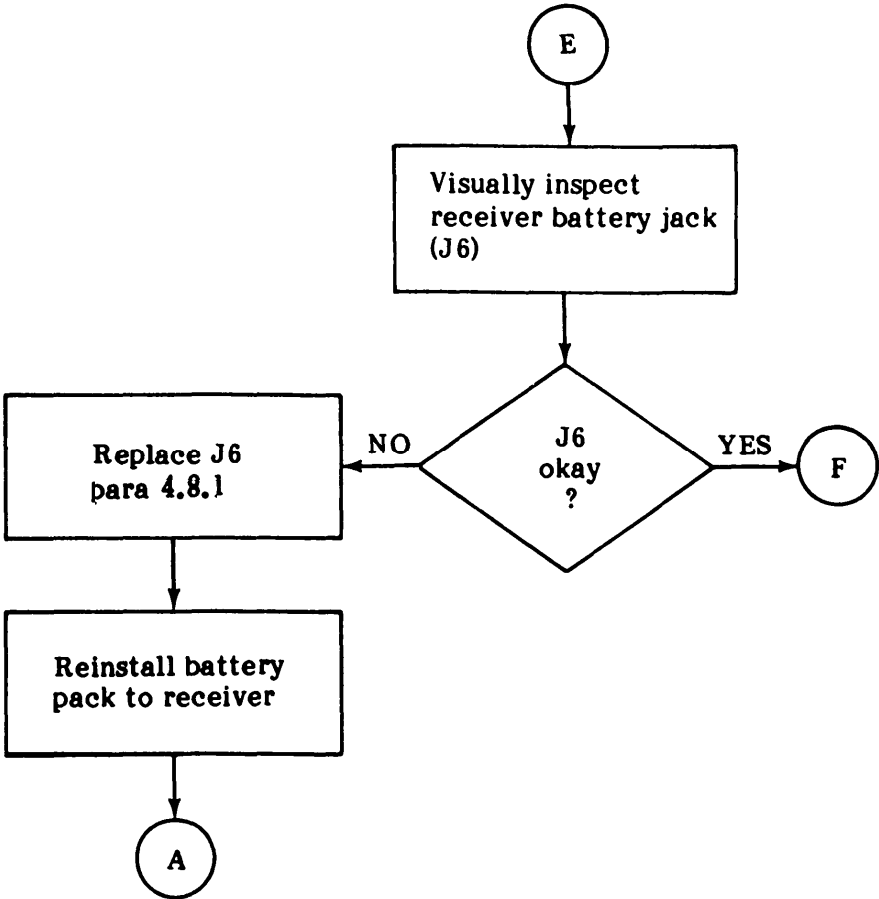 E
Visually inspect
receiver battery jack
(J6)
J6
okay
?
NO
YES
F
Replace J6
para 4.8.1
Reinstall battery
pack to receiver
A